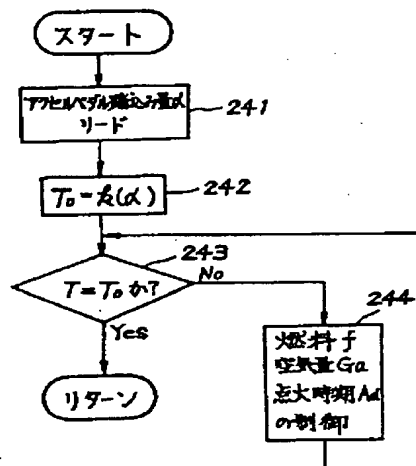 スタート
アクセルペダル踏込み量α
リード
241
T₀=k(α)
242
T=T₀か?
243
No
Yes
リターン
244
燃料f
空気量Ga
点火時期Ad
の制御